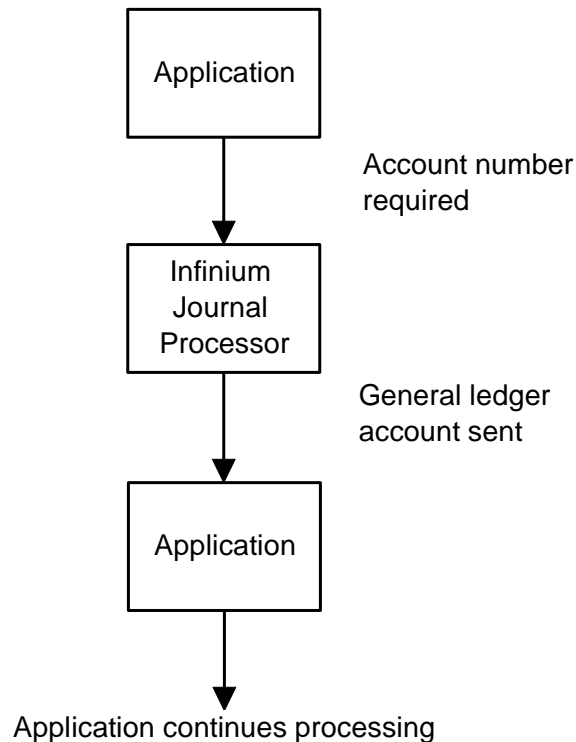 Application
Account number
required
Infinium
Journal
Processor
General ledger
account sent
Application
Application continues processing